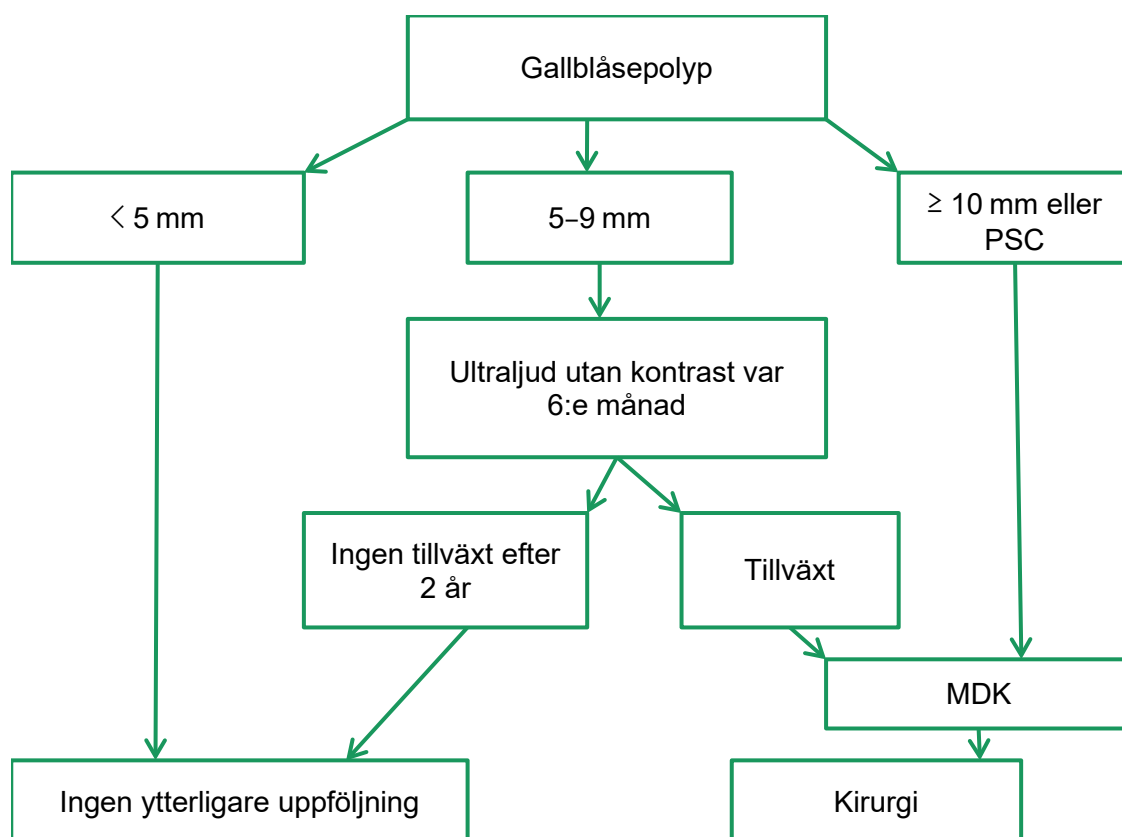 Gallblåsepolyp
< 5 mm
5–9 mm
≥ 10 mm eller
PSC
Ultraljud utan kontrast var
6:e månad
Ingen tillväxt efter
2 år
Tillväxt
MDK
Ingen ytterligare uppföljning
Kirurgi